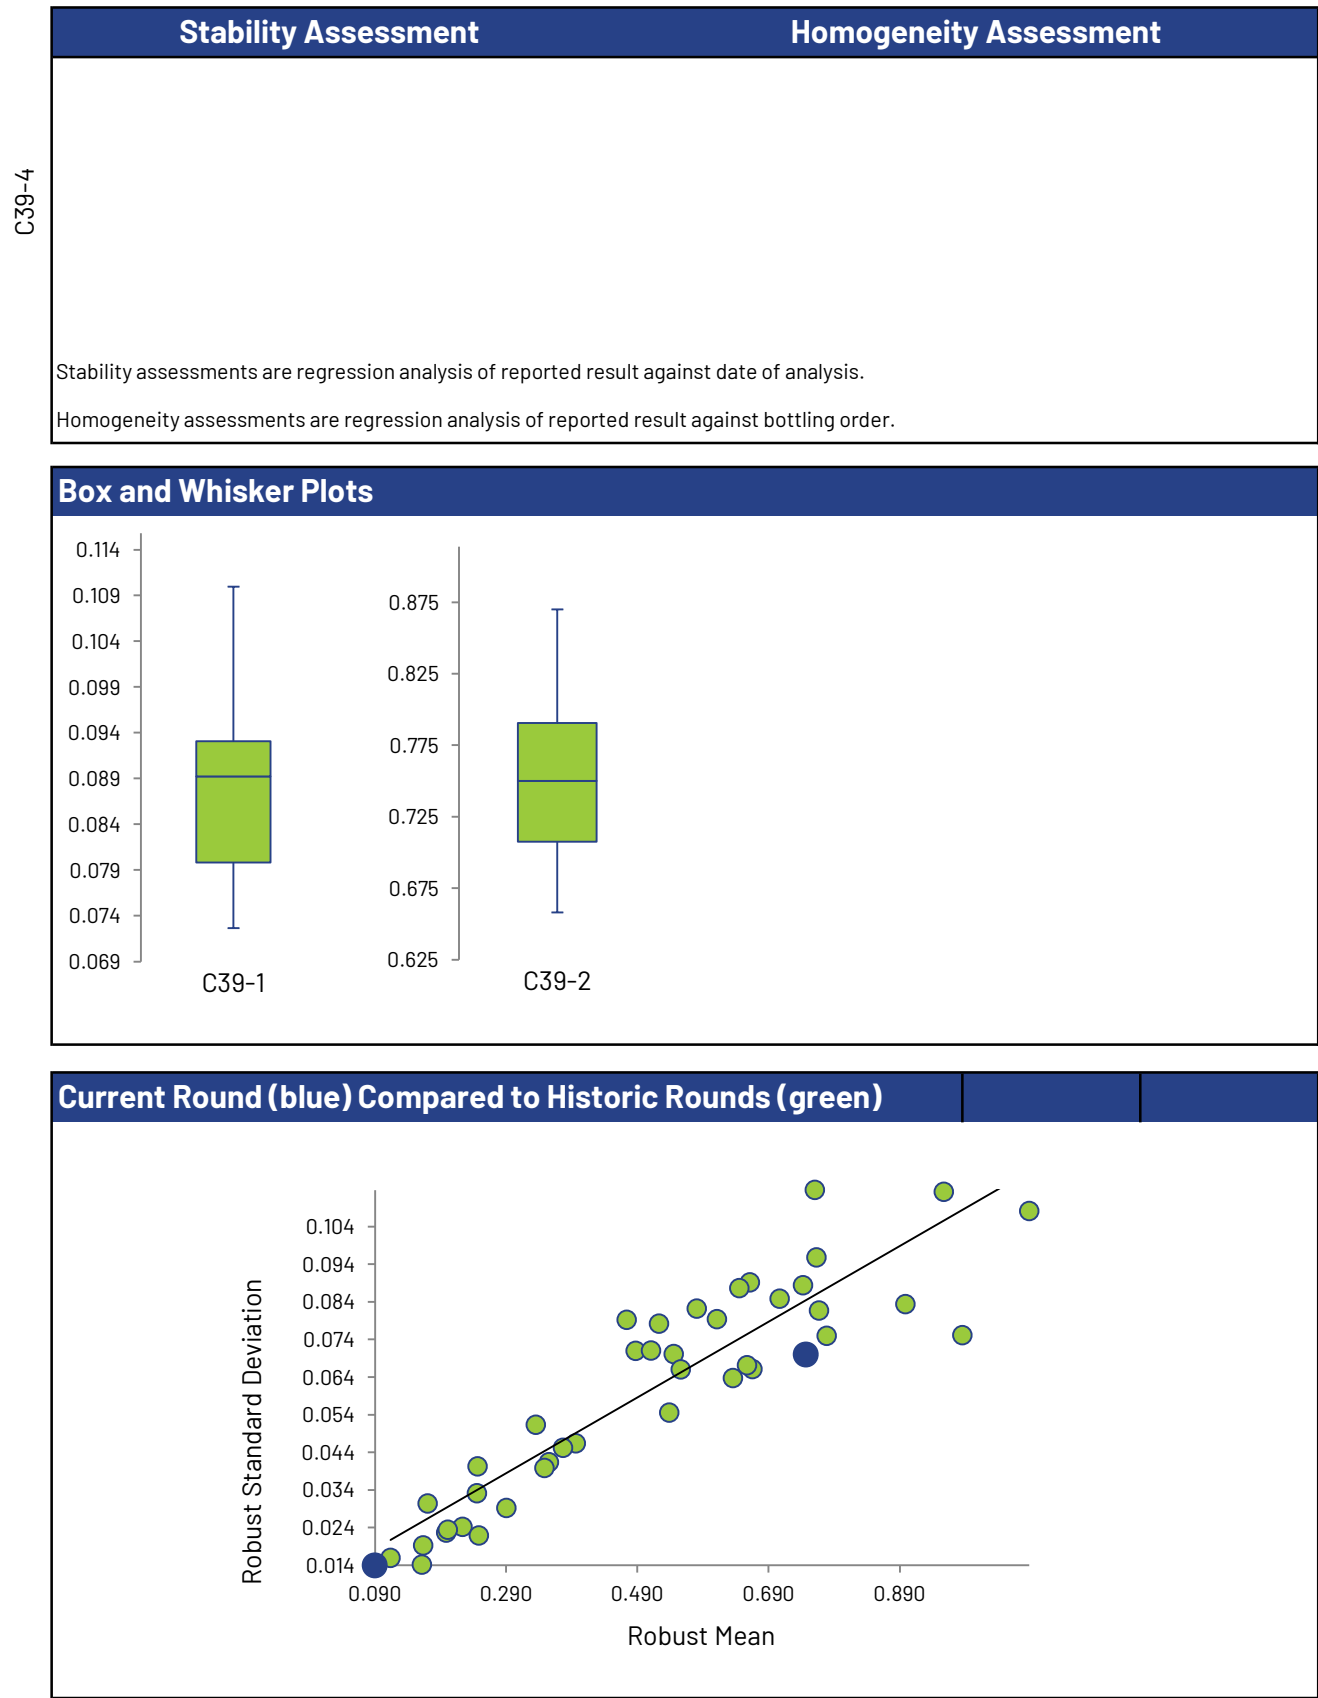 Stability Assessment
Homogeneity Assessment
C39-4
Stability assessments are regression analysis of reported result against date of analysis.
Homogeneity assessments are regression analysis of reported result against bottling order.
Box and Whisker Plots
0.114
0.109
0.104
0.099
0.094
0.089
0.084
0.079
0.074
0.069
C39-1
0.875
0.825
0.775
0.725
0.675
0.625
C39-2
Current Round (blue) Compared to Historic Rounds (green)
Robust Standard Deviation
0.104
0.094
0.084
0.074
0.064
0.054
0.044
0.034
0.024
0.014
0.090 0.290 0.490 0.690 0.890
Robust Mean